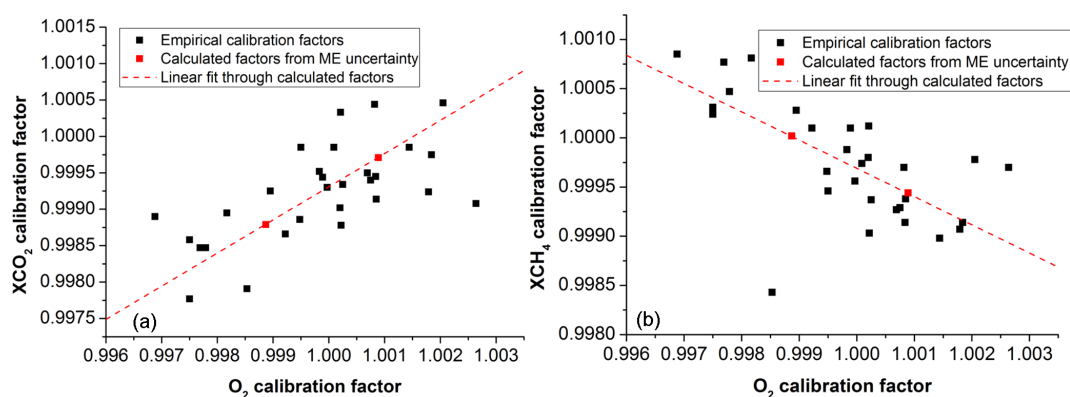 1.0015
1.0010
1.0005
1.0000
0.9995
0.9990
0.9985
0.9980
0.9975
XCO2 calibration factor
Empirical calibration factors
Calculated factors from ME uncertainty
Linear fit through calculated factors
(a)
0.996 0.997 0.998 0.999 1.000 1.001 1.002 1.003
O2 calibration factor
1.0010
1.0005
1.0000
0.9995
0.9990
0.9985
0.9980
XCH4 calibration factor
Empirical calibration factors
Calculated factors from ME uncertainty
Linear fit through calculated factors
(b)
0.996 0.997 0.998 0.999 1.000 1.001 1.002 1.003
O2 calibration factor